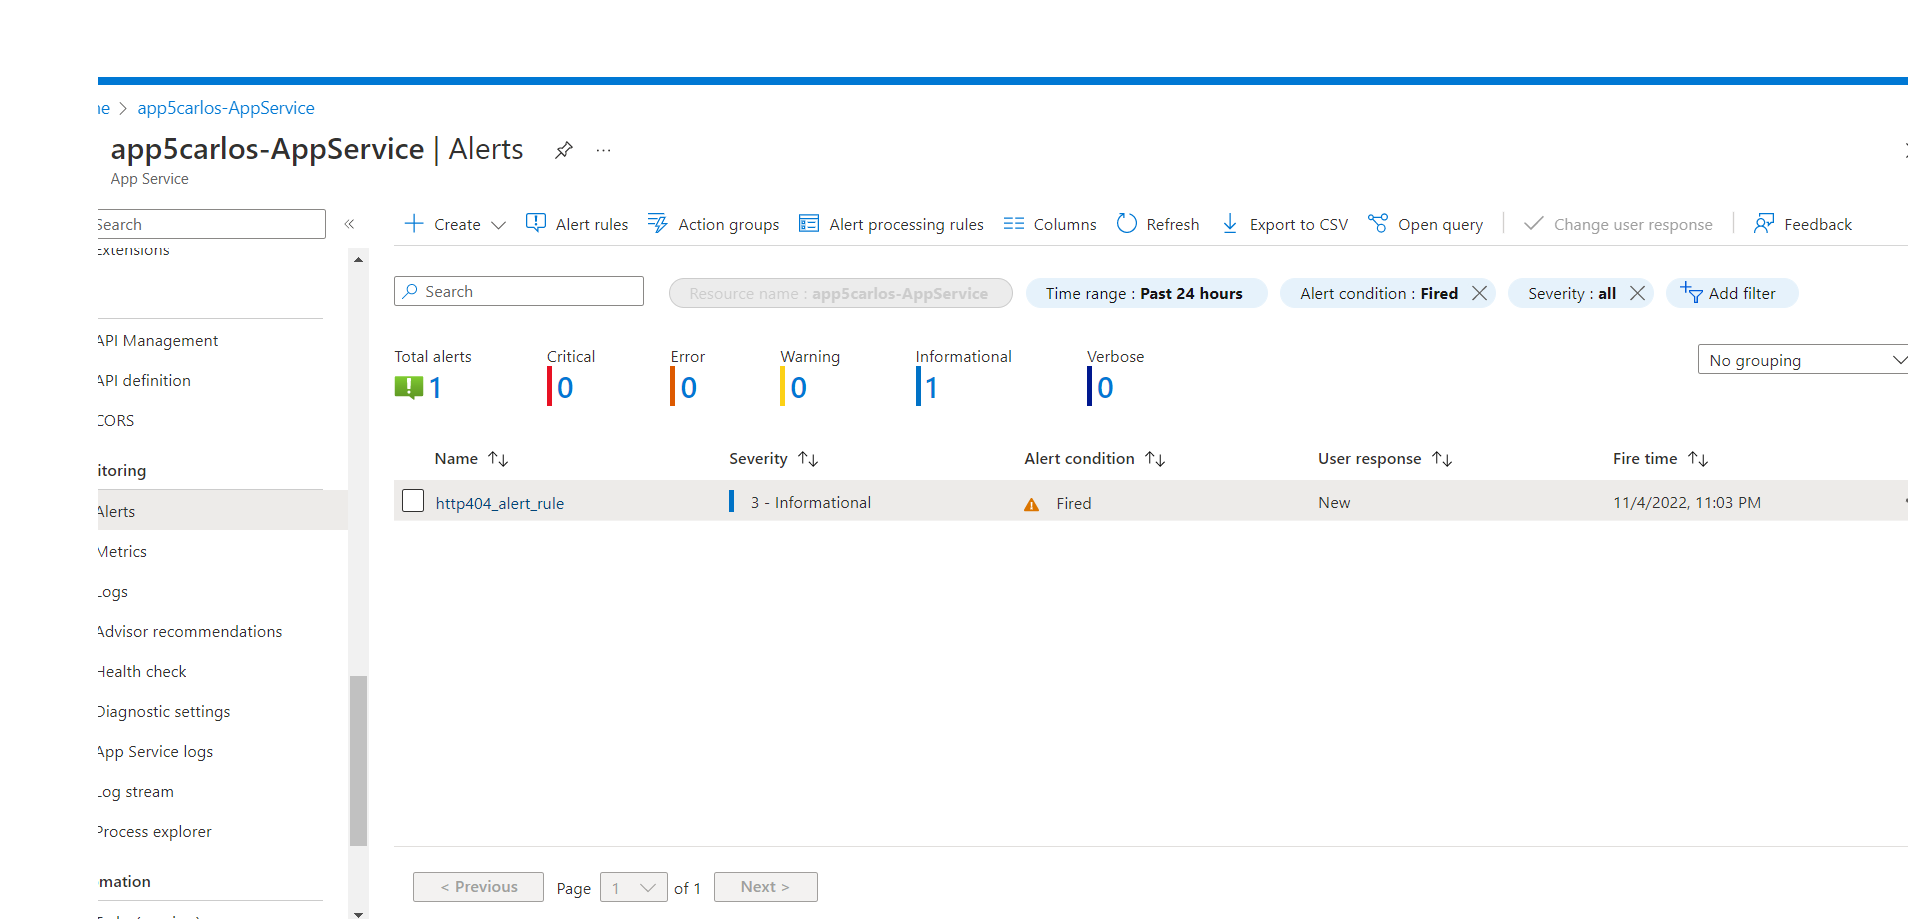 ne > app5carlos-AppService
app5carlos-AppService | Alerts ...
App Service
Search
«
Create
Alert rules
Action groups
Alert processing rules
Columns
Refresh
Export to CSV
Open query
Change user response
Feedback
Extensions
API Management
API definition
CORS
itoring
Alerts
Metrics
Logs
Advisor recommendations
Health check
Diagnostic settings
App Service logs
Log stream
Process explorer
mation
Search
Resource name : app5carlos-AppService
Time range : Past 24 hours
Alert condition : Fired
Severity : all
Add filter
Total alerts Critical Error Warning Informational Verbose
1 0 0 0 1 0
No grouping
Name Severity Alert condition User response Fire time
http404_alert_rule 3 - Informational Fired New 11/4/2022, 11:03 PM
< Previous Page 1 of 1 Next >